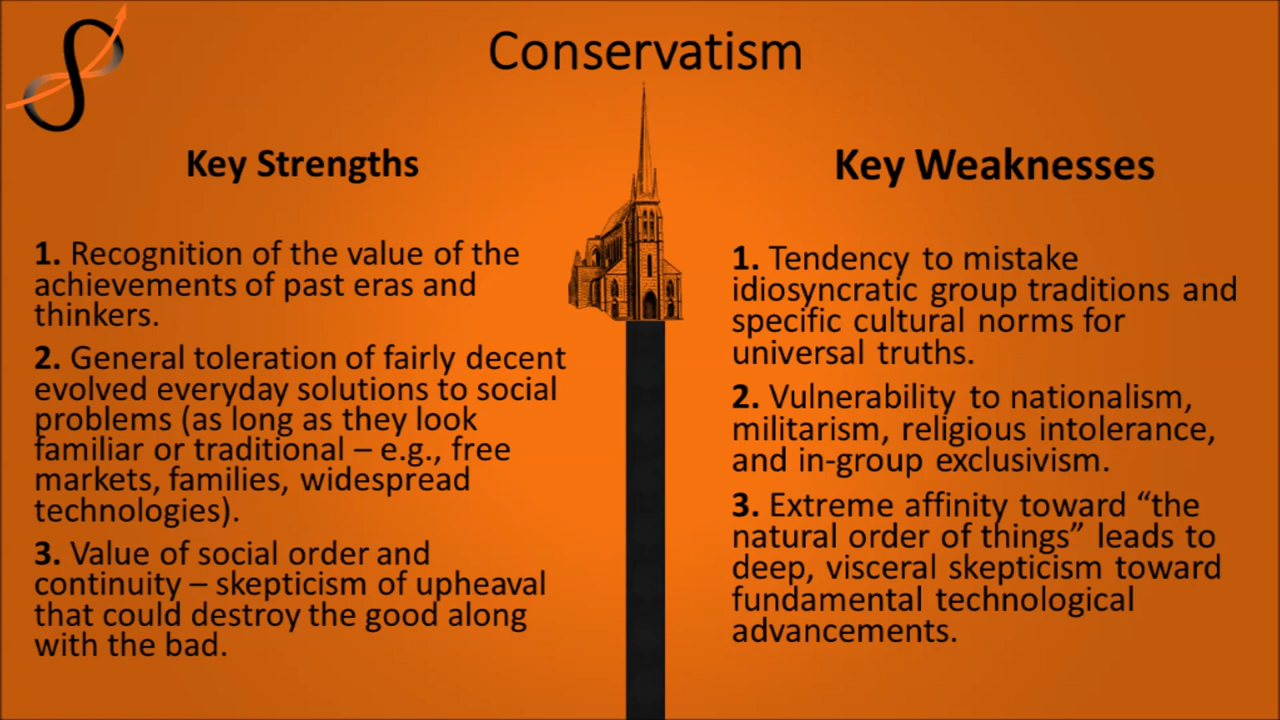 Conservatism
Key Strengths
1. Recognition of the value of the
achievements of past eras and
thinkers.
2. General toleration of fairly decent
evolved everyday solutions to social
problems (as long as they look
familiar or traditional – e.g., free
markets, families, widespread
technologies).
3. Value of social order and
continuity – skepticism of upheaval
that could destroy the good along
with the bad.
Key Weaknesses
1. Tendency to mistake
idiosyncratic group traditions and
specific cultural norms for
universal truths.
2. Vulnerability to nationalism,
militarism, religious intolerance,
and in-group exclusivism.
3. Extreme affinity toward “the
natural order of things” leads to
deep, visceral skepticism toward
fundamental technological
advancements.